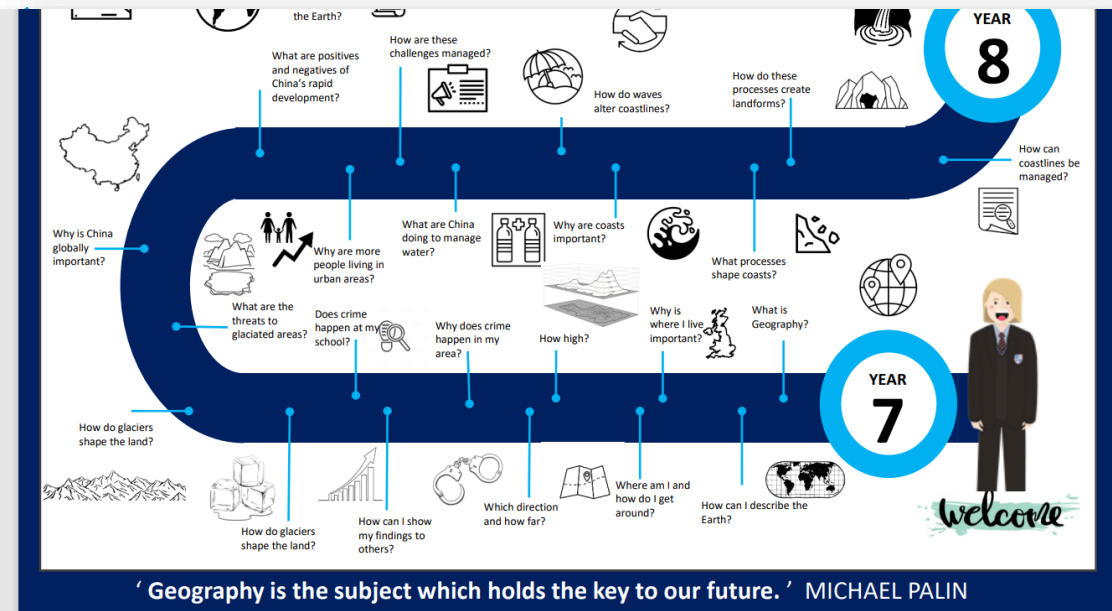 the Earth?
YEAR
8
How are these
challenges managed?
What are positives
and negatives of
China's rapid
development?
How do waves
alter coastlines?
How do these
processes create
landforms?
How can
coastlines be
managed?
Why is China
globally
important?
Why are more
people living in
urban areas?
What are China
doing to manage
water?
Why are coasts
important?
What processes
shape coasts?
What are the
threats to
glaciated areas?
Does crime
happen at my
school?
Why does crime
happen in my
area?
How high?
Why is
where I live
important?
What is
Geography?
YEAR
7
How do glaciers
shape the land?
How do glaciers
shape the land?
How can I show
my findings to
others?
Which direction
and how far?
Where am I and
how do I get
around?
How can I describe the
Earth?
welcome
‘ Geography is the subject which holds the key to our future. ’ MICHAEL PALIN